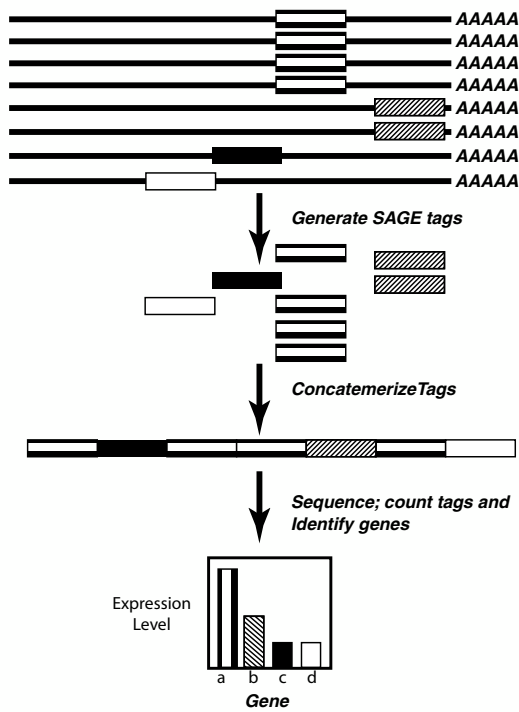 AAAAA
AAAAA
AAAAA
AAAAA
AAAAA
AAAAA
AAAAA
AAAAA
Generate SAGE tags
ConcatemerizeTags
Sequence; count tags and
Identify genes
Expression
Level
a b c d
Gene